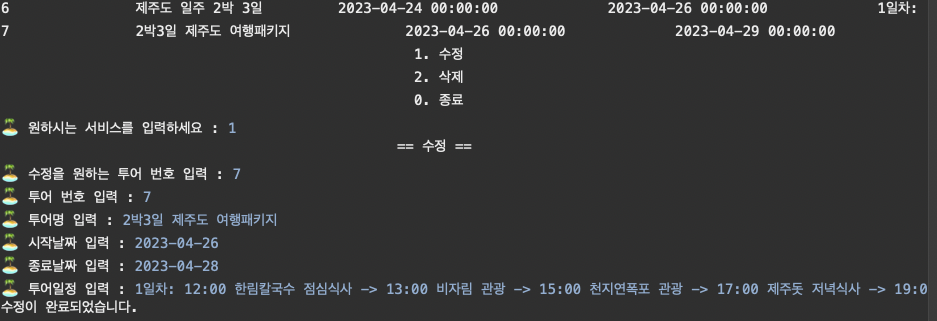 6 제주도 일주 2박 3일 2023-04-24 00:00:00 2023-04-26 00:00:00 1일차:
7 2박3일 제주도 여행패키지 2023-04-26 00:00:00 2023-04-29 00:00:00
1. 수정
2. 삭제
0. 종료
🏝️ 원하시는 서비스를 입력하세요 : 1
== 수정 ==
🏝️ 수정을 원하는 투어 번호 입력 : 7
🏝️ 투어 번호 입력 : 7
🏝️ 투어명 입력 : 2박3일 제주도 여행패키지
🏝️ 시작날짜 입력 : 2023-04-26
🏝️ 종료날짜 입력 : 2023-04-28
🏝️ 투어일정 입력 : 1일차: 12:00 한림칼국수 점심식사 -> 13:00 비자림 관광 -> 15:00 천지연폭포 관광 -> 17:00 제주돗 저녁식사 -> 19:0
수정이 완료되었습니다.